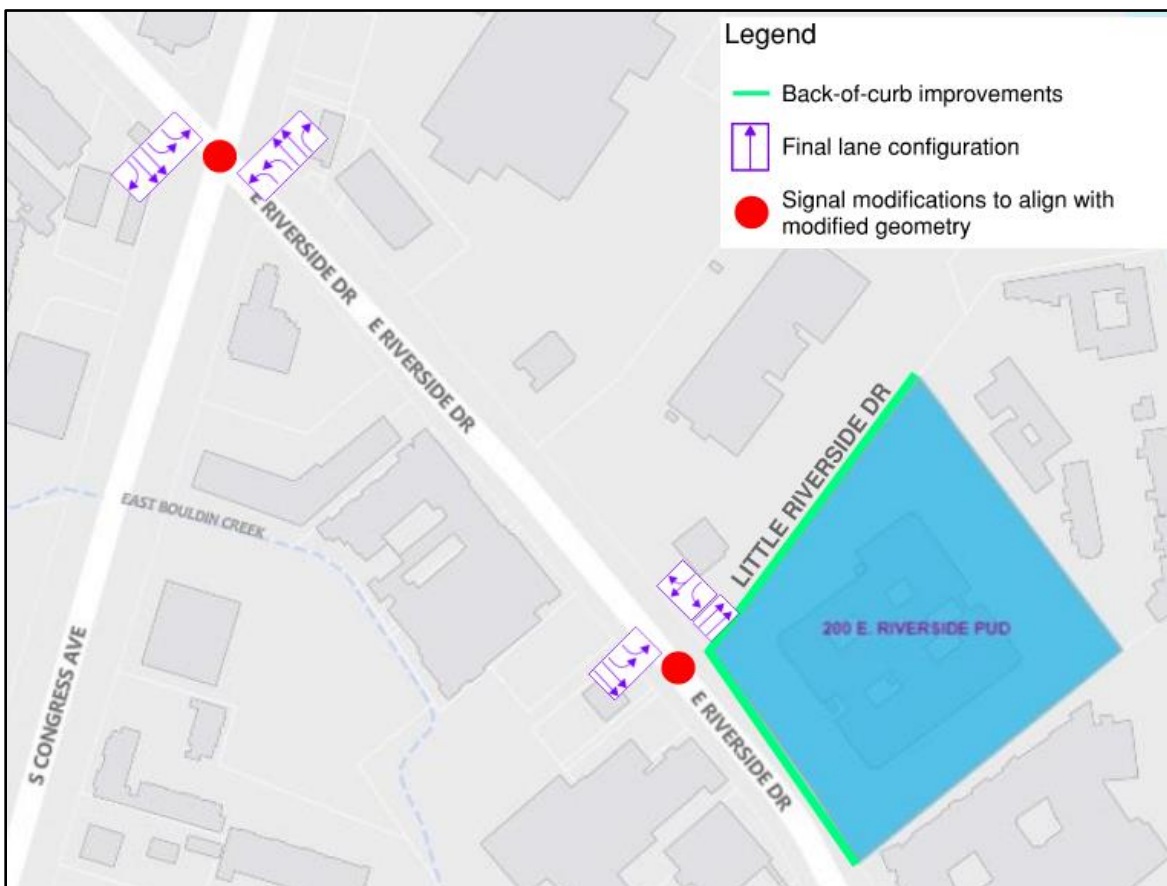 Legend
Back-of-curb improvements
Final lane configuration
Signal modifications to align with
modified geometry
E RIVERSIDE DR
E RIVERSIDE DR
LITTLE RIVERSIDE DR
EAST BOULDIN CREEK
200 E. RIVERSIDE PUD
S CONGRESS AVE
E RIVERSIDE DR